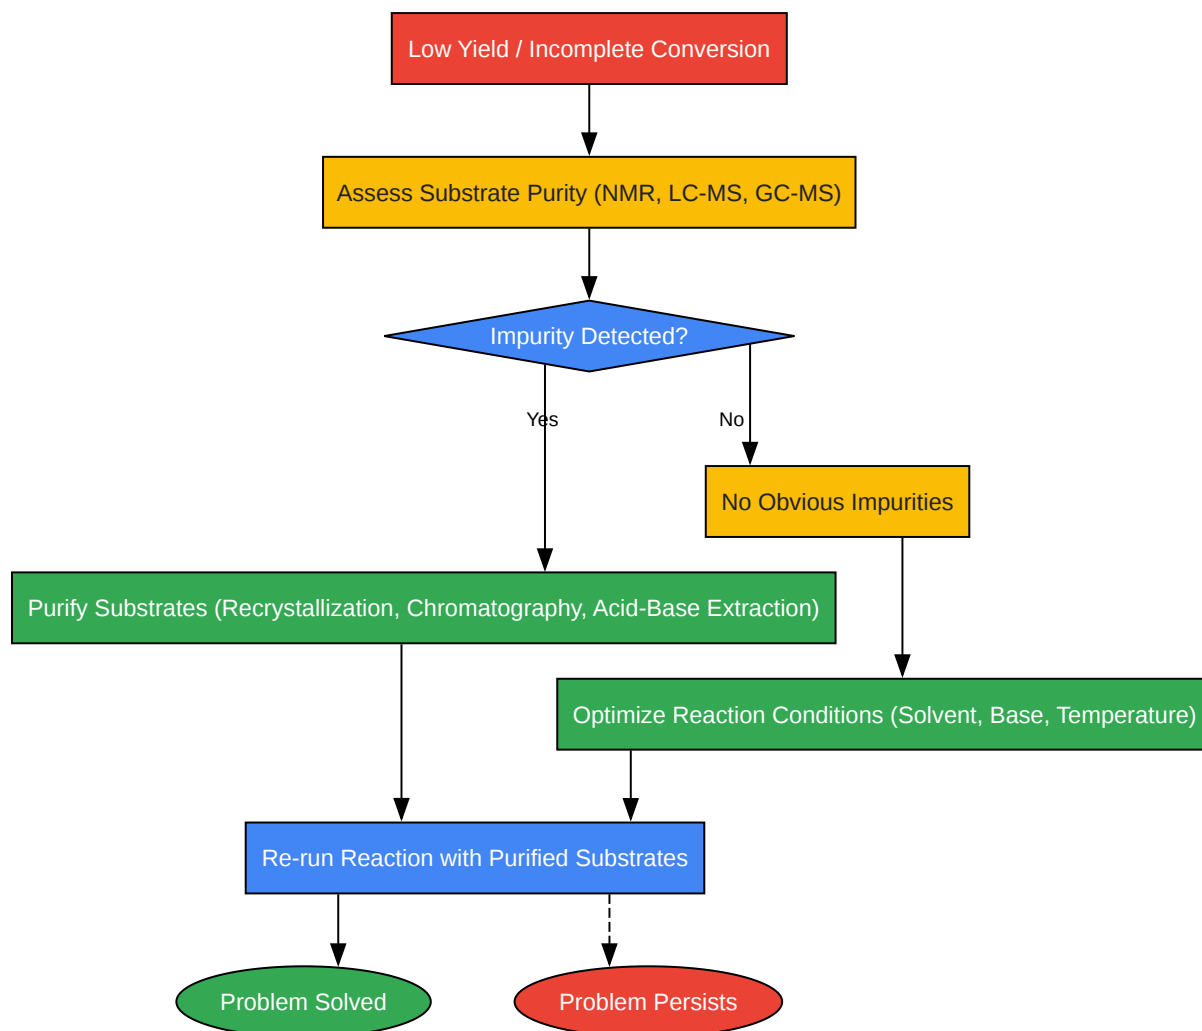 Low Yield / Incomplete Conversion
Assess Substrate Purity (NMR, LC-MS, GC-MS)
Impurity Detected?
Yes
No
No Obvious Impurities
Purify Substrates (Recrystallization, Chromatography, Acid-Base Extraction)
Optimize Reaction Conditions (Solvent, Base, Temperature)
Re-run Reaction with Purified Substrates
Problem Solved
Problem Persists